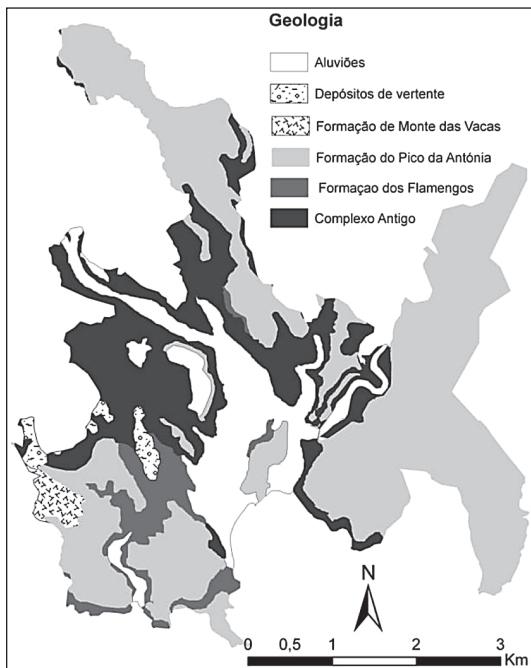 Geologia
Aluviões
Depósitos de vertente
Formação de Monte das Vacas
Formação do Pico da Antónia
Formaçao dos Flamengos
Complexo Antigo
N
0 0,5 1 2 3
Km